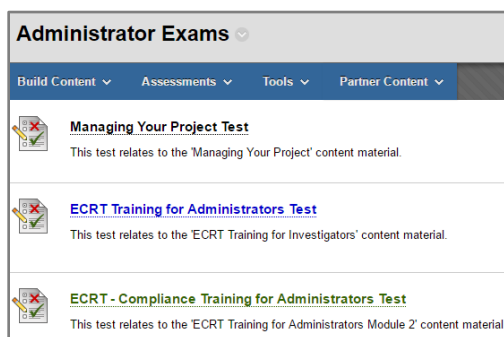 Administrator Exams
Build Content Assessments Tools Partner Content
Managing Your Project Test
This test relates to the 'Managing Your Project' content material.
ECRT Training for Administrators Test
This test relates to the 'ECRT Training for Investigators' content material.
ECRT - Compliance Training for Administrators Test
This test relates to the 'ECRT Training for Administrators Module 2' content material